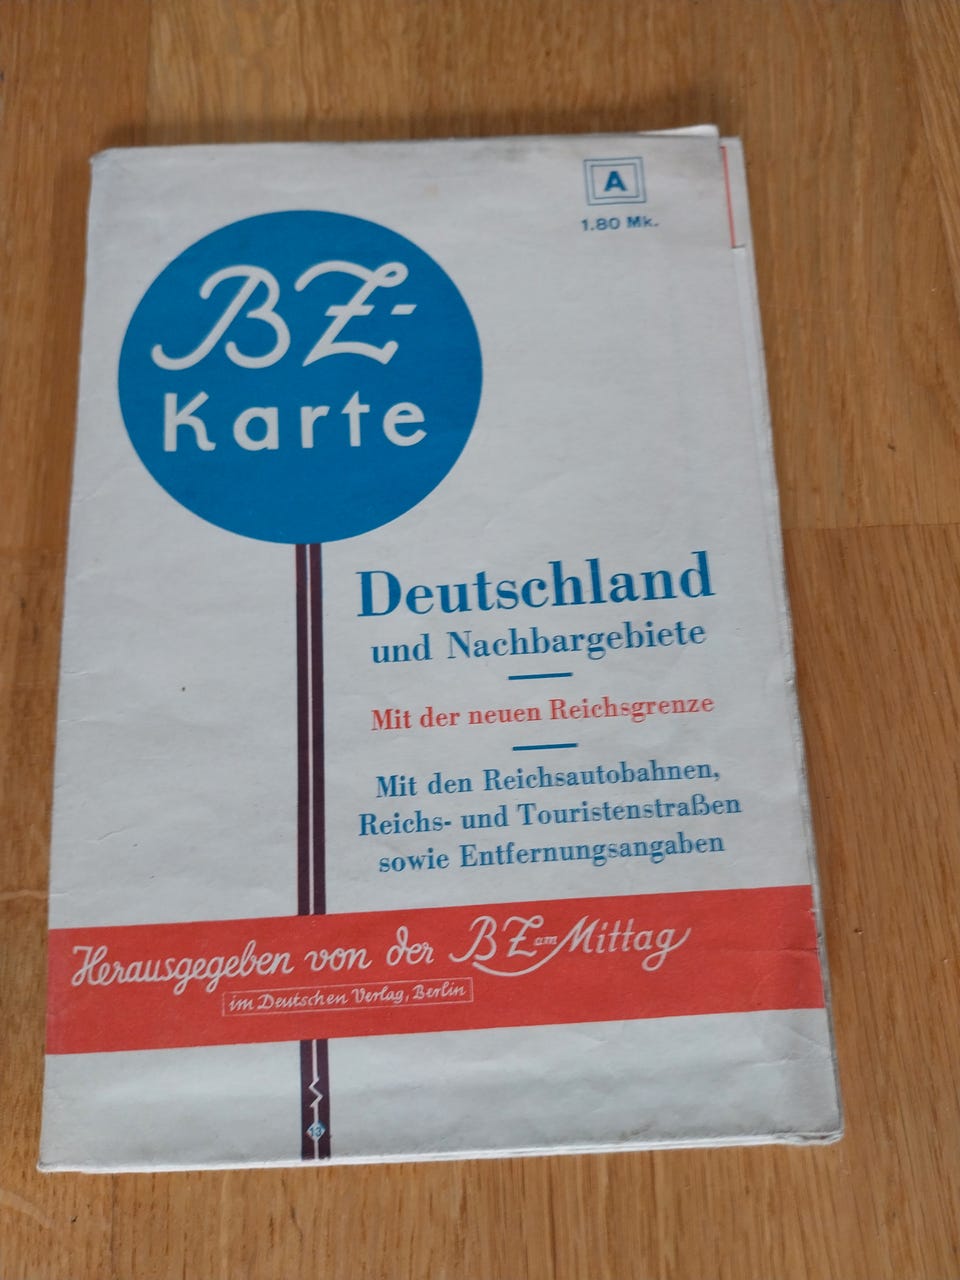 A
1.80 Mk.
BZ-
Karte
Deutschland
und Nachbargebiete
Mit der neuen Reichsgrenze
Mit den Reichsautobahnen,
Reichs- und Touristenstraßen
sowie Entfernungsangaben
Herausgegeben von der BZ am Mittag
im Deutschen Verlag, Berlin
13